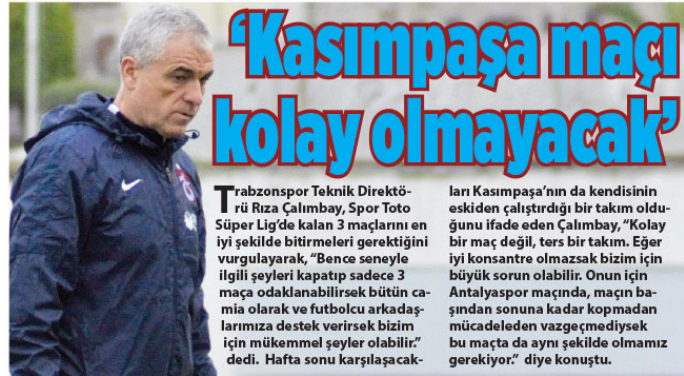 ‘Kasımpaşa maçı
kolay olmayacak’
Trabzonspor Teknik Direktö-
rü Rıza Çalımbay, Spor Toto
Süper Lig’de kalan 3 maçlarını en
iyi şekilde bitirmeleri gerektiğini
vurgulayarak, “Bence seneyle
ilgili şeyleri kapatıp sadece 3
maça odaklanabilirsek bütün ca-
mia olarak ve futbolcu arkadaş-
larımıza destek verirsek bizim
için mükemmel şeyler olabilir.”
dedi. Hafta sonu karşılaşacak-
ları Kasımpaşa’nın da kendisinin
eskiden çalıştırdığı bir takım oldu-
ğunu ifade eden Çalımbay, “Kolay
bir maç değil, ters bir takım. Eğer
iyi konsantre olmazsak bizim için
büyük sorun olabilir. Onun için
Antalyaspor maçında, maçın ba-
şından sonuna kadar kopmadan
mücadeleden vazgeçmediysek
bu maçta da aynı şekilde olmamız
gerekiyor.” diye konuştu.